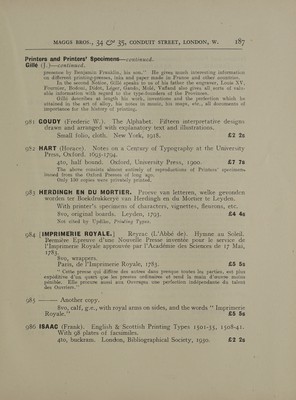 MAGGS BROS., 34 & 35, CONDUIT STREET, LONDON, W. 187
Printers and Printers' Specimens—continued.
Gillé (J.)—continued.
presense by Benjamin Franklin, his son." He gives much interesting information
on different printing-presses, inks and paper made in France and other countries.
In the second Notice, Gillé speaks to us of his father the engraver, Louis XV,
Fournier, Bodoni, Didot, Léger, Gando, Molé, Vafflard also gives all sorts of valu-
able information with regard to the type-founders of the Provinces.
Gillé describes at length his work, inventions and the perfection which he
obtained in the art of alloy, his notes to music, his maps, etc., all documents of
importance for the history of printing.
981 GOUDY (Frederic W.). The Alphabet. Fifteen interpretative designs
drawn and arranged with explanatory text and illustrations.
Small folio, cloth. New York, 1918. £2 2s
982 HART (Horace). Notes on a Century of Typography at the University
Press, Oxford. 1693-1794.
4to, half bound. Oxford, University Press, 1900. £7 7s
The above consists almost entirely of reproductions of Printers' specimens
issued from the Oxford Presses of long ago.
Only 150 copies were privately printed.
983 HERDINGH EN DU MORTIER. Proeve van letteren, welke gevonden
worden ter Boekdrukkerye van Herdingh en du Mortier te Leyden.
With printer's specimens of characters, vignettes, fleurons, etc.
8vo, original boards. Leyden, 1793. £4 4s
Not cited by Updike, Printing Types.
984 [IMPRIMERIE ROYALE.] Reyrac (L'Abbé de). Hymne au Soleil.
Dernière Epreuve d'une Nouvelle Presse inventée pour le service de
l'Imprimerie Royale approuvée par l'Académie des Sciences de 17 Mai,
1783.
8vo, wrappers.
Paris, de l'Imprimerie Royale, 1783. £5 5s
" Cette presse qui diffère des autres dans presque toutes les parties, est plus
expéditive d'un quart que les presses ordinaires et rend la main d'œuvre moins
pénible. Elle procure aussi aux Ouvrages une perfection indépendante du talent
des Ouvriers."
985 ——— Another copy.
8vo, calf, g.e., with royal arms on sides, and the words " Imprimerie
Royale." £5 5s
986 ISAAC (Frank). English & Scottish Printing Types 1501-35, 1508-41.
With 98 plates of facsimiles.
4to, buckram. London, Bibliographical Society, 1930. £2 2s